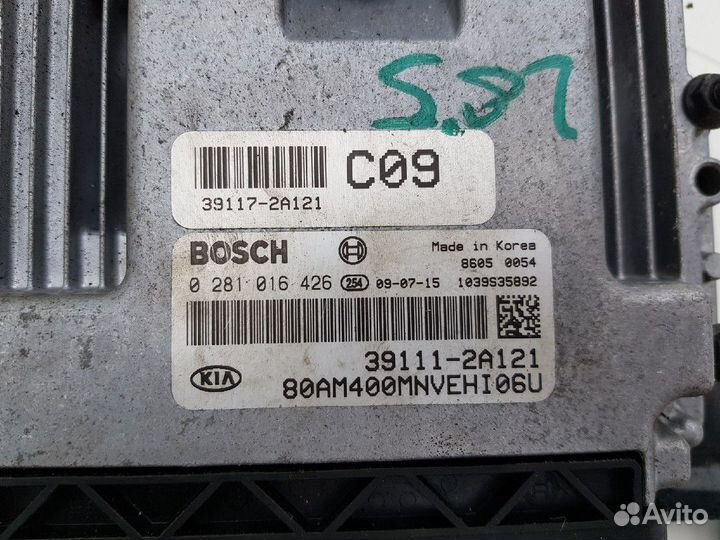 C09
39117-2A121
BOSCH
Made in Korea
8605 0054
0 281 016 426 254 09-07-15 1039S35892
39111-2A121
KIA
80AM400MNVEHI06U
Avito